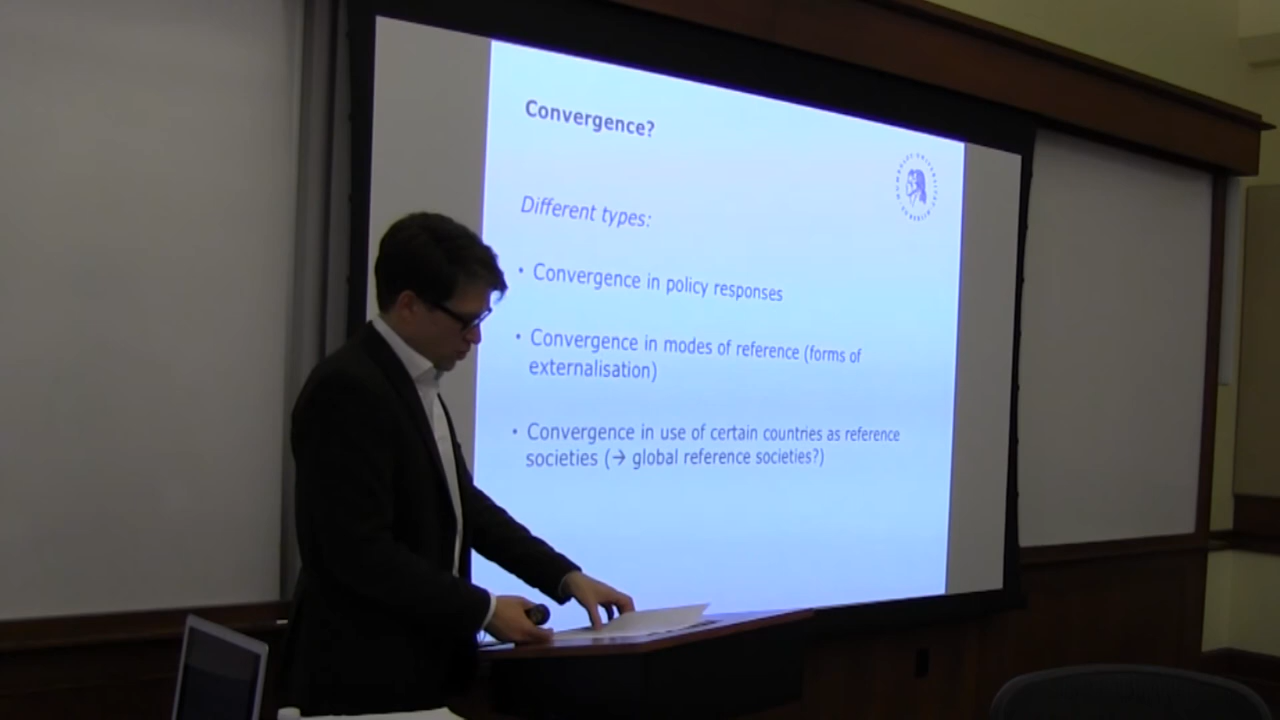 Convergence?
Different types:
• Convergence in policy responses
• Convergence in modes of reference (forms of
externalisation)
• Convergence in use of certain countries as reference
societies (→ global reference societies?)